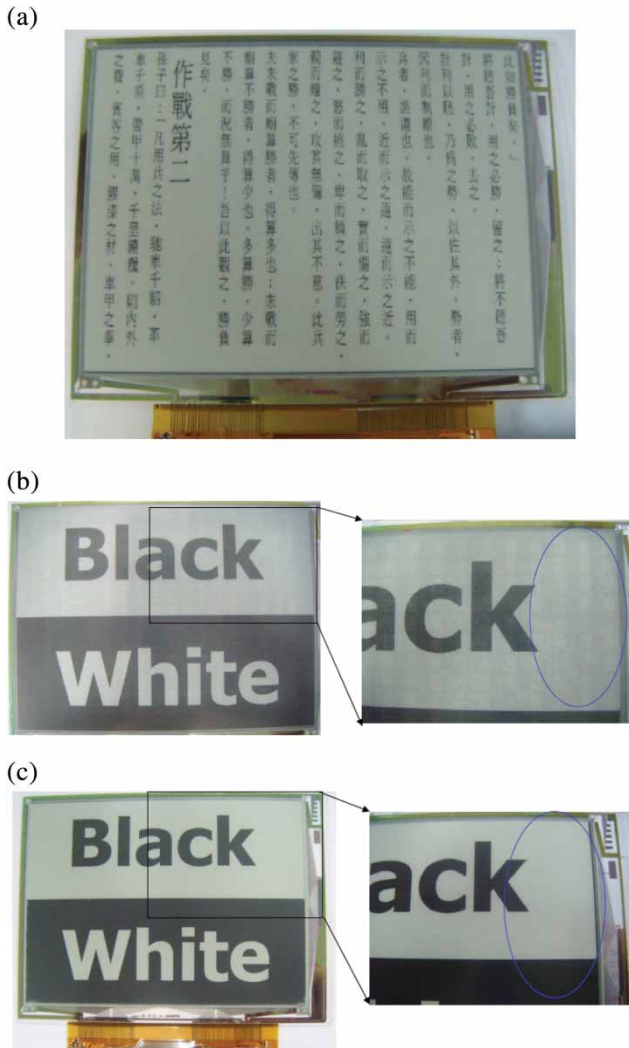 (a)
此知勝負矣。」
將聽吾計,用之必勝,留之;將不聽吾
計,用之必敗,去之。
計利以聽,乃為之勢,以佐其外。勢者,
因利而制權也。
兵者,詭道也。故能而示之不能,用而
示之不用,近而示之遠,遠而示之近。
利而誘之,亂而取之,實而備之,強而
避之,怒而撓之,卑而驕之,佚而勞之,
親而離之,攻其無備,出其不意。此兵
家之勝,不可先傳也。
夫未戰而廟算勝者,得算多也;未戰而
廟算不勝者,得算少也。多算勝,少算
不勝,而況無算乎!吾以此觀之,勝負
見矣。
作戰第二
孫子曰:「凡用兵之法,馳車千駟,革
車千乘,帶甲十萬,千里饋糧,則內外
之費,賓客之用,膠漆之材,車甲之奉,
(b)
Black
White
ack
(c)
Black
White
ack